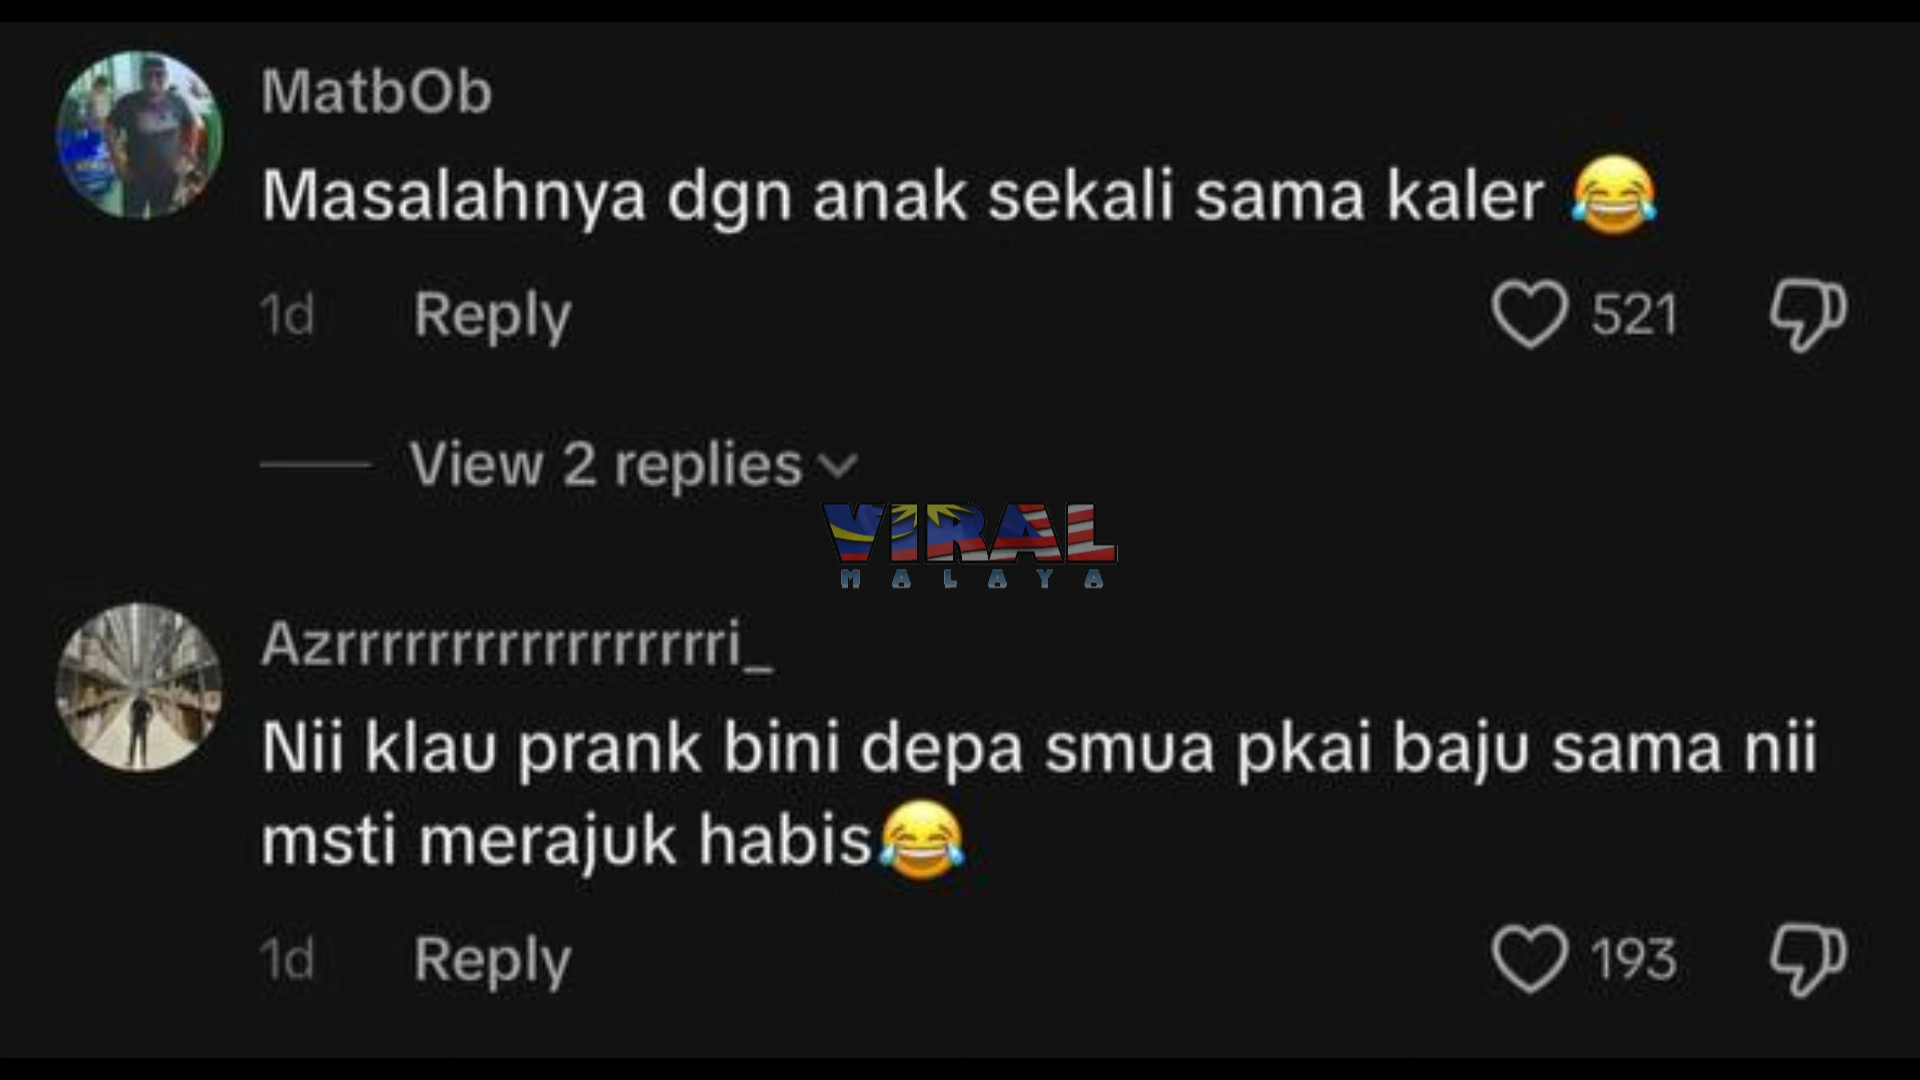 MatbOb
Masalahnya dgn anak sekali sama kaler 😂
1d Reply 521
View 2 replies
VIRAL
MALAYA
Azrrrrrrrrrrrrrrrrrri_
Nii klau prank bini depa smua pkai baju sama nii
msti merajuk habis😂
1d Reply 193